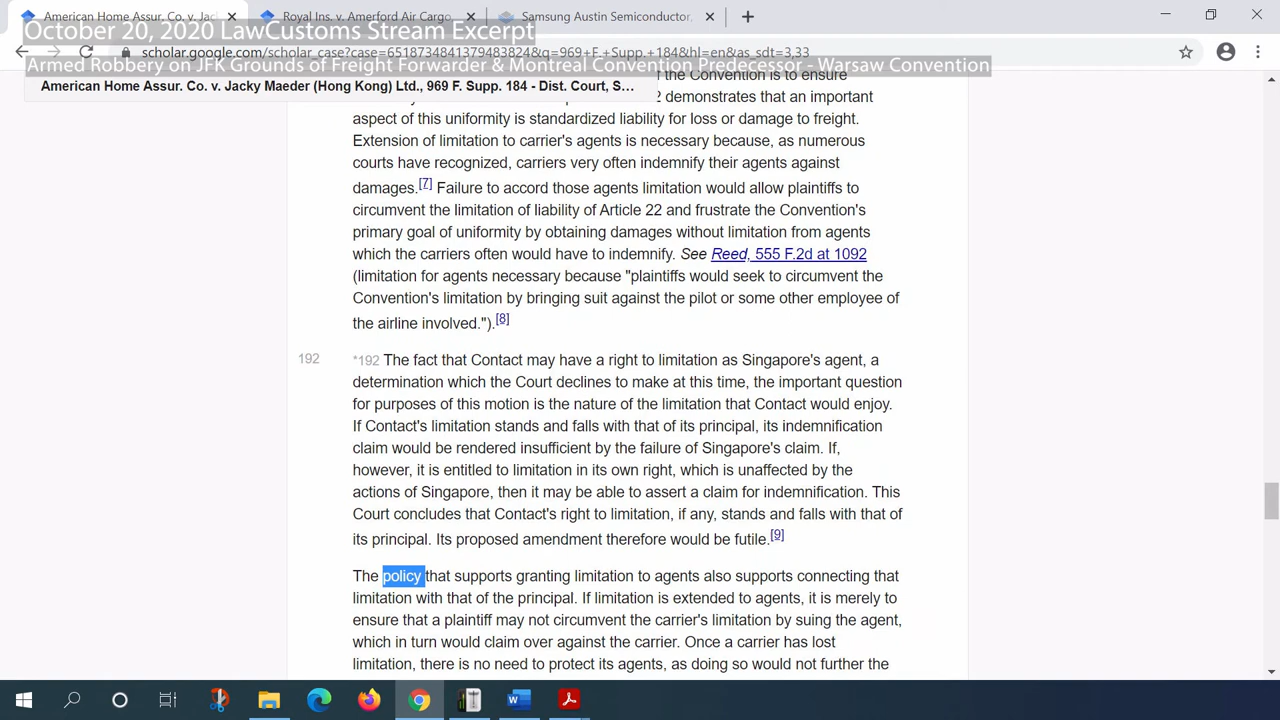 American Home Assur. Co. v. Jack
Royal Ins. v. Amerford Air Cargo,
Samsung Austin Semiconductor,
October 20, 2020 LawCustoms Stream Excerpt
scholar.google.com/scholar_case?case=6518734841379483824&q=969+F.+Supp.+184&hl=en&as_sdt=3,33
Armed Robbery on JFK Grounds of Freight Forwarder & Montreal Convention Predecessor - Warsaw Convention
of the Convention is to ensure
American Home Assur. Co. v. Jacky Maeder (Hong Kong) Ltd., 969 F. Supp. 184 - Dist. Court, S...
2 demonstrates that an important
aspect of this uniformity is standardized liability for loss or damage to freight.
Extension of limitation to carrier's agents is necessary because, as numerous
courts have recognized, carriers very often indemnify their agents against
damages.[7] Failure to accord those agents limitation would allow plaintiffs to
circumvent the limitation of liability of Article 22 and frustrate the Convention's
primary goal of uniformity by obtaining damages without limitation from agents
which the carriers often would have to indemnify. See Reed, 555 F.2d at 1092
(limitation for agents necessary because "plaintiffs would seek to circumvent the
Convention's limitation by bringing suit against the pilot or some other employee of
the airline involved.").[8]
192 *192 The fact that Contact may have a right to limitation as Singapore's agent, a
determination which the Court declines to make at this time, the important question
for purposes of this motion is the nature of the limitation that Contact would enjoy.
If Contact's limitation stands and falls with that of its principal, its indemnification
claim would be rendered insufficient by the failure of Singapore's claim. If,
however, it is entitled to limitation in its own right, which is unaffected by the
actions of Singapore, then it may be able to assert a claim for indemnification. This
Court concludes that Contact's right to limitation, if any, stands and falls with that of
its principal. Its proposed amendment therefore would be futile.[9]
The policy that supports granting limitation to agents also supports connecting that
limitation with that of the principal. If limitation is extended to agents, it is merely to
ensure that a plaintiff may not circumvent the carrier's limitation by suing the agent,
which in turn would claim over against the carrier. Once a carrier has lost
limitation, there is no need to protect its agents, as doing so would not further the